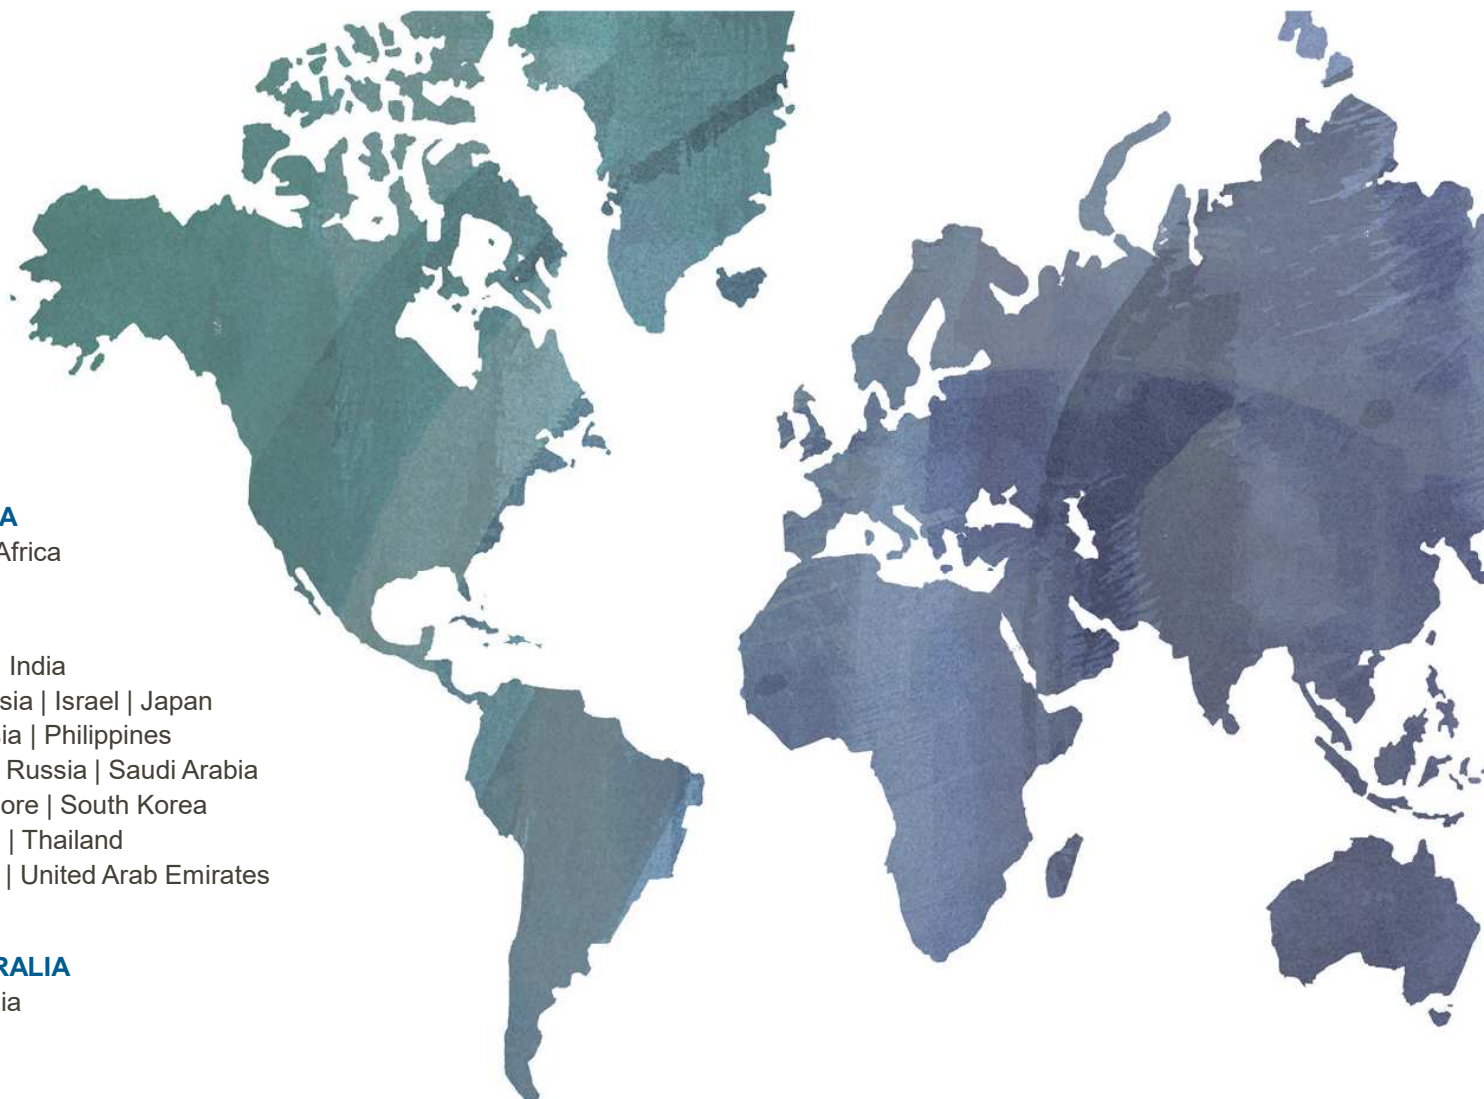 A
Africa
India
sia | Israel | Japan
ia | Philippines
Russia | Saudi Arabia
ore | South Korea
| Thailand
| United Arab Emirates
RALIA
ia